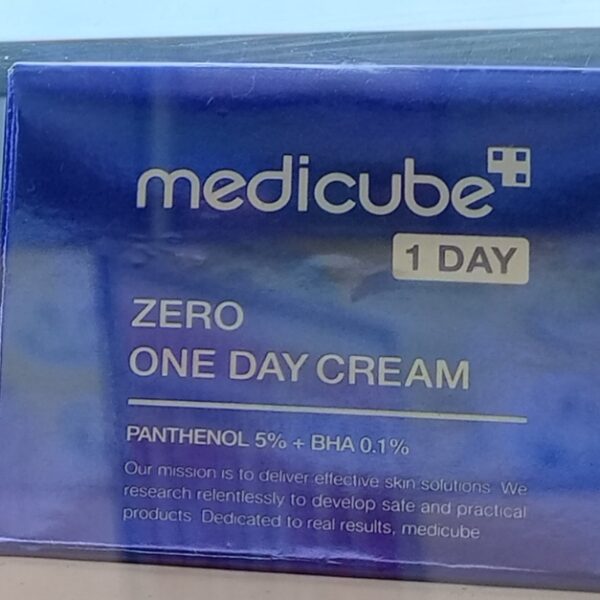 medicube
1 DAY
ZERO
ONE DAY CREAM
PANTHENOL 5% + BHA 0.1%
Our mission is to deliver effective skin solutions. We
research relentlessly to develop safe and practical
products. Dedicated to real results, medicube